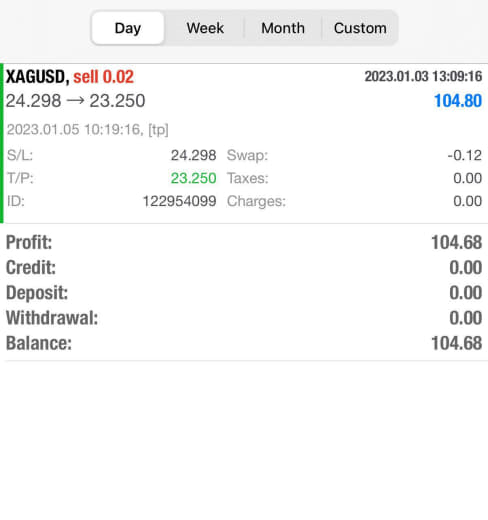 Day Week Month Custom
XAGUSD, sell 0.02 2023.01.03 13:09:16
24.298 → 23.250 104.80
2023.01.05 10:19:16, [tp]
S/L: 24.298 Swap: -0.12
T/P: 23.250 Taxes: 0.00
ID: 122954099 Charges: 0.00
Profit: 104.68
Credit: 0.00
Deposit: 0.00
Withdrawal: 0.00
Balance: 104.68